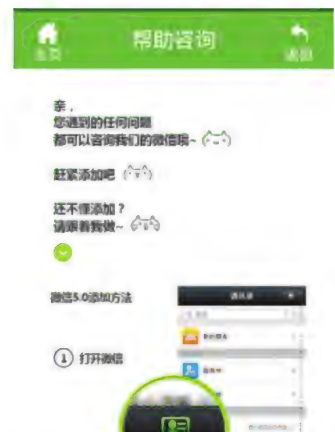 主页
帮助咨询
返回
亲，
您遇到的任何问题
都可以咨询我们的微信哦~
赶紧添加吧
还不懂添加？
请跟着我做~
微信5.0添加方法
通讯录
① 打开微信